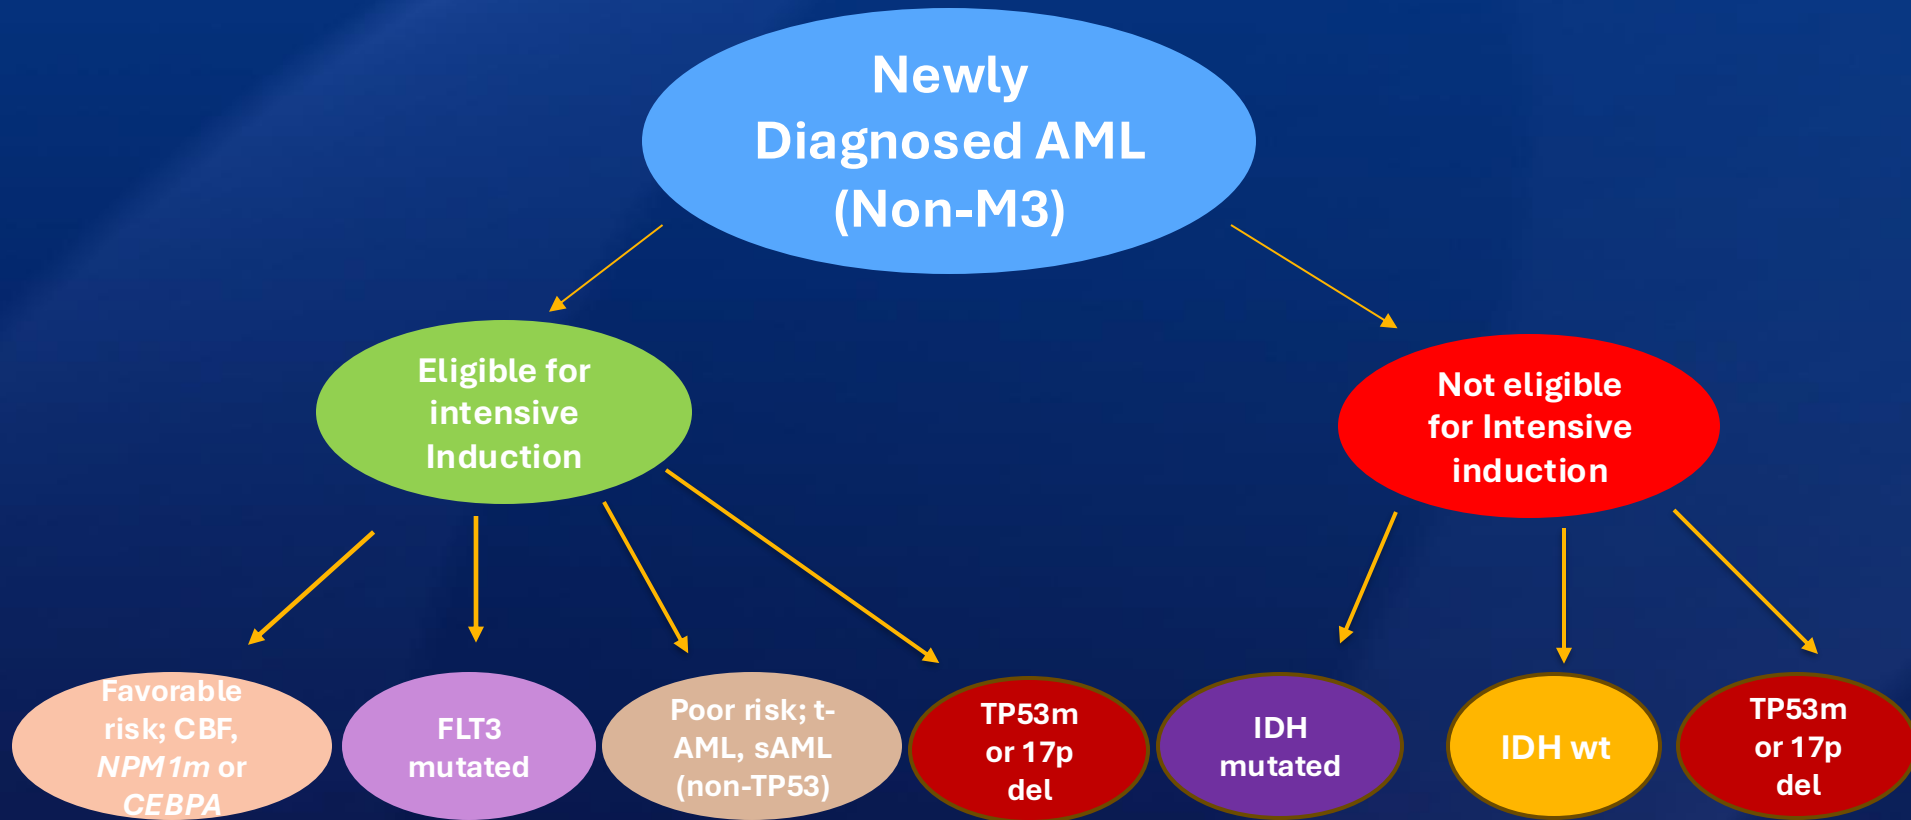 Newly
Diagnosed AML
(Non-M3)
Eligible for
intensive
Induction
Not eligible
for Intensive
induction
Favorable
risk; CBF,
NPM1m or
CEBPA
FLT3
mutated
Poor risk; t-
AML, sAML
(non-TP53)
TP53m
or 17p
del
IDH
mutated
IDH wt
TP53m
or 17p
del